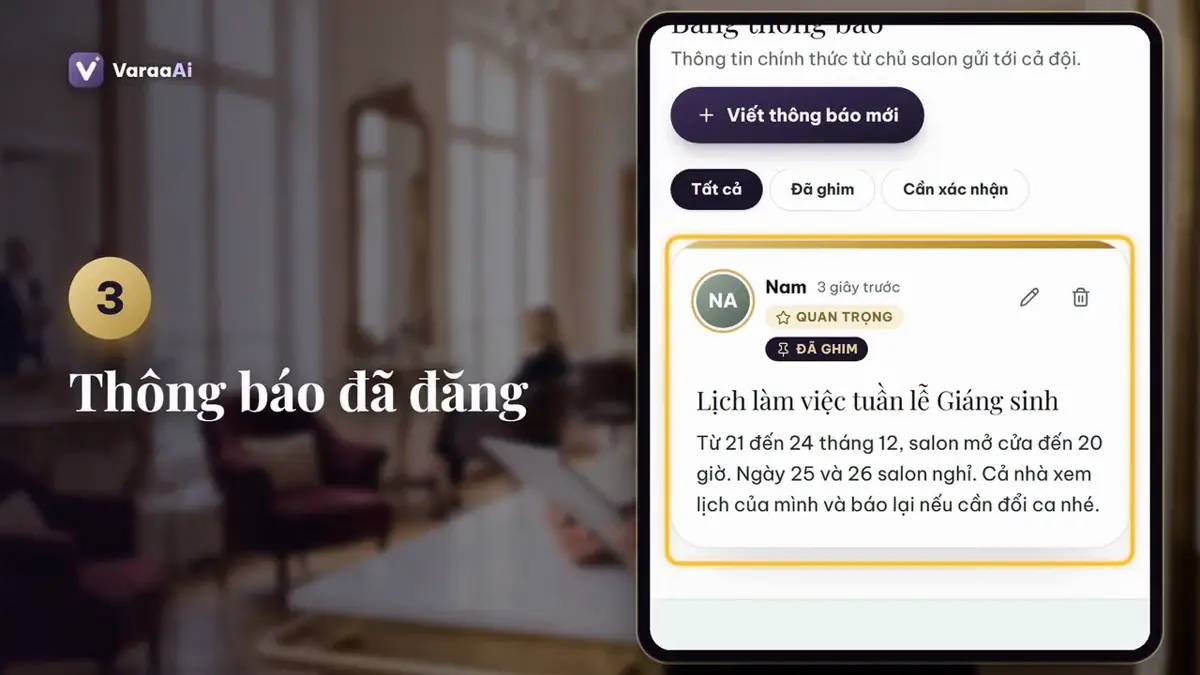 VaraaAi
3
Thông báo đã đăng
Bảng thông báo
Thông tin chính thức từ chủ salon gửi tới cả đội.
+ Viết thông báo mới
Tất cả
Đã ghim
Cần xác nhận
NA
Nam 3 giây trước
QUAN TRỌNG
ĐÃ GHIM
Lịch làm việc tuần lễ Giáng sinh
Từ 21 đến 24 tháng 12, salon mở cửa đến 20
giờ. Ngày 25 và 26 salon nghỉ. Cả nhà xem
lịch của mình và báo lại nếu cần đổi ca nhé.